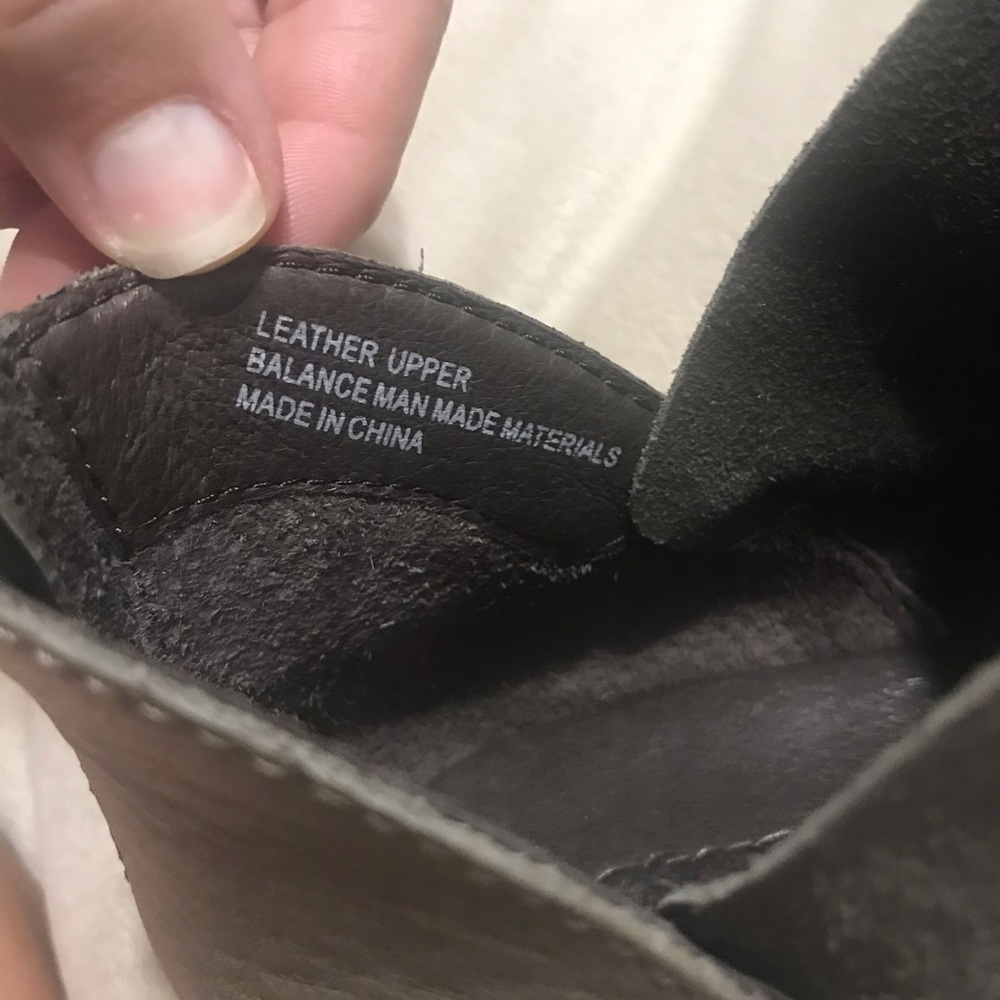 LEATHER UPPER
BALANCE MAN MADE MATERIALS
MADE IN CHINA